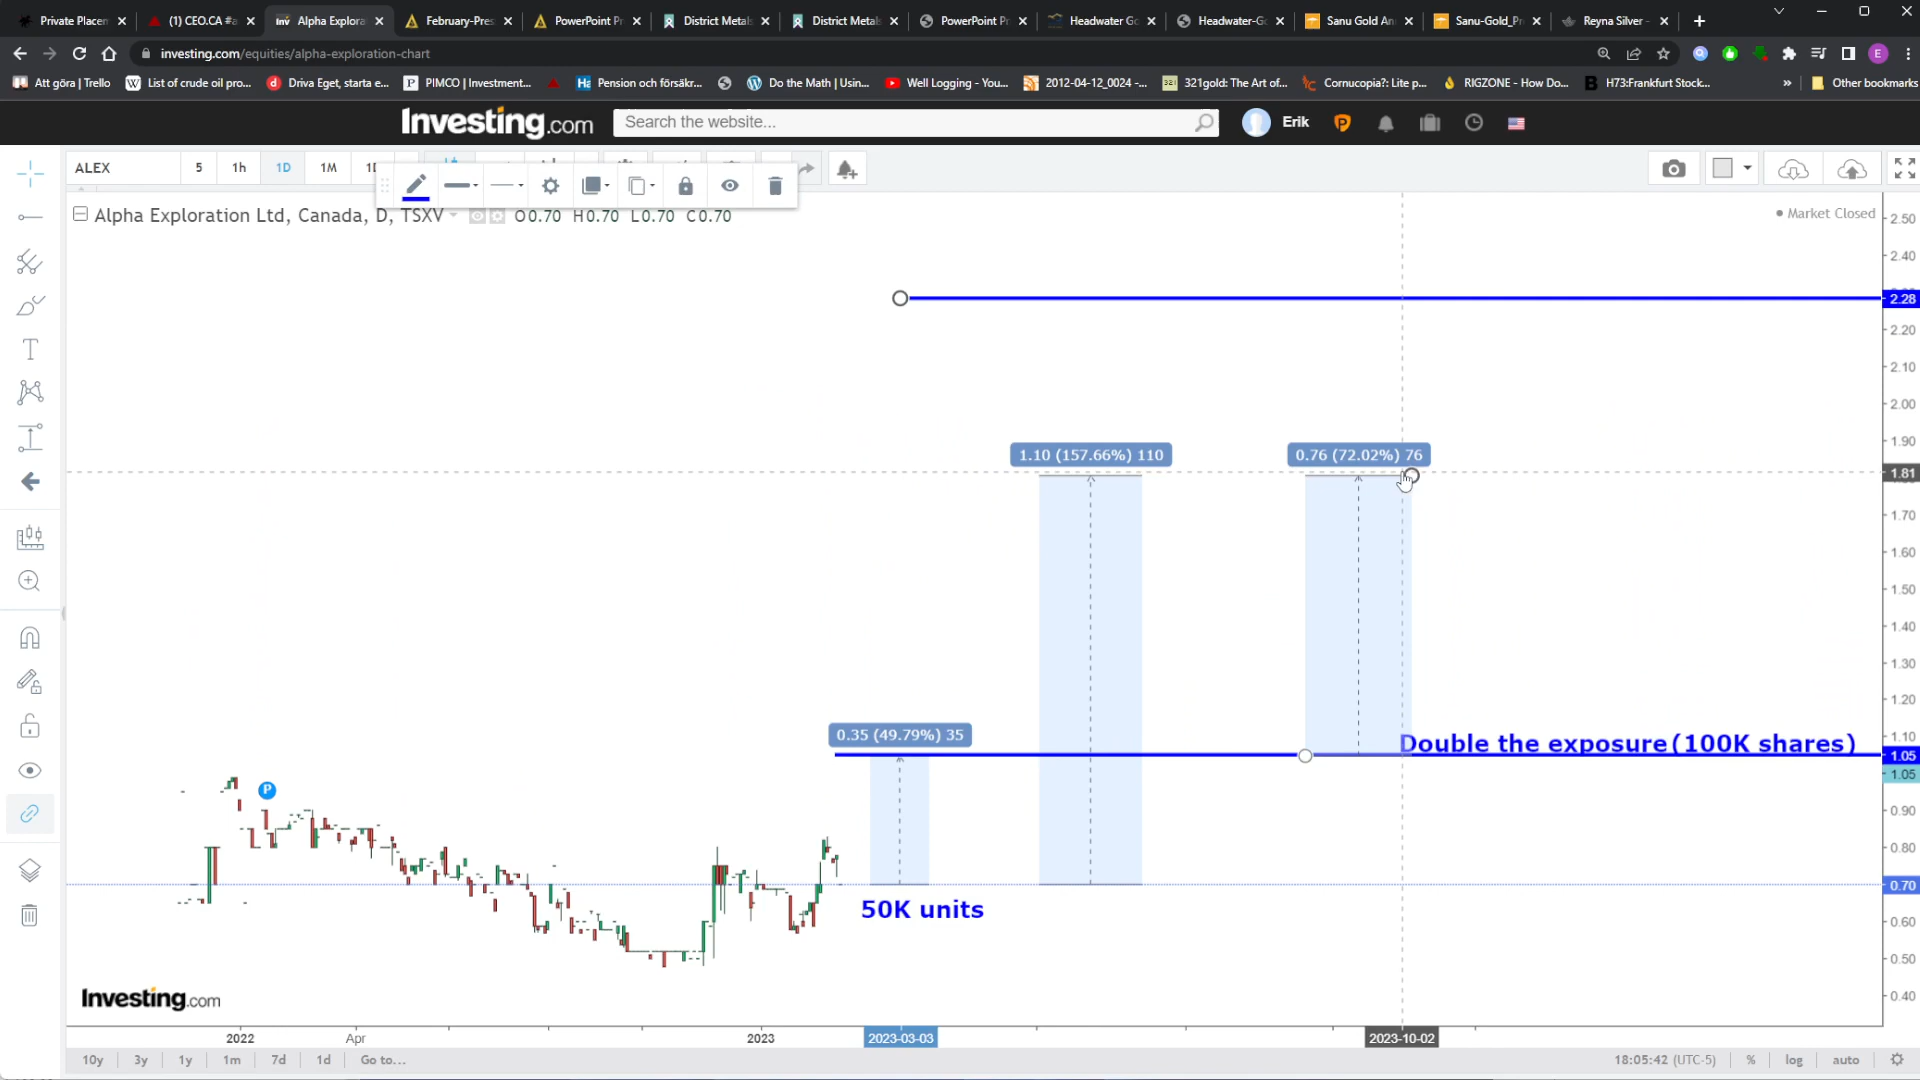 Private Placem
(1) CEO.CA #a
Alpha Explora
February-Pres
PowerPoint Pr
District Metals
District Metals
PowerPoint Pr
Headwater Go
Headwater-Go
Sanu Gold An
Sanu-Gold_Pr
Reyna Silver -
investing.com/equities/alpha-exploration-chart
E
Att göra | Trello
List of crude oil pro...
Driva Eget, starta e...
PIMCO | Investment...
Pension och försäkr...
Do the Math | Usin...
Well Logging - You...
2012-04-12_0024 -...
321gold: The Art of...
Cornucopia?: Lite p...
RIGZONE - How Do...
H73:Frankfurt Stock...
»
Other bookmarks
Investing.com
Search the website...
Erik
ALEX
5
1h
1D
1M
Alpha Exploration Ltd, Canada, D, TSXV
O0.70 H0.70 L0.70 C0.70
Market Closed
2.50
2.40
2.28
2.20
2.10
2.00
1.90
1.10 (157.66%) 110
0.76 (72.02%) 76
1.81
1.70
1.60
1.50
1.40
1.30
1.20
1.10
0.35 (49.79%) 35
Double the exposure(100K shares)
1.05
1.05
P
0.90
0.80
0.70
50K units
0.60
0.50
0.40
Investing.com
2022
Apr
2023
2023-03-03
2023-10-02
10y
3y
1y
1m
7d
1d
Go to...
18:05:42 (UTC-5)
%
log
auto